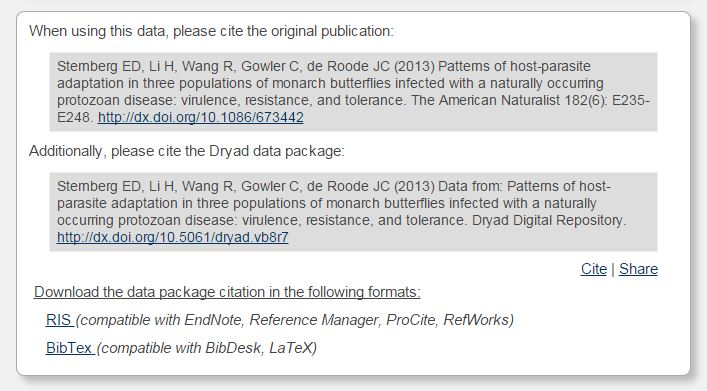 When using this data, please cite the original publication:
Sternberg ED, Li H, Wang R, Gowler C, de Roode JC (2013) Patterns of host-parasite
adaptation in three populations of monarch butterflies infected with a naturally occurring
protozoan disease: virulence, resistance, and tolerance. The American Naturalist 182(6): E235-
E248. http://dx.doi.org/10.1086/673442
Additionally, please cite the Dryad data package:
Sternberg ED, Li H, Wang R, Gowler C, de Roode JC (2013) Data from: Patterns of host-
parasite adaptation in three populations of monarch butterflies infected with a naturally
occurring protozoan disease: virulence, resistance, and tolerance. Dryad Digital Repository.
http://dx.doi.org/10.5061/dryad.vb8r7
Cite | Share
Download the data package citation in the following formats:
RIS (compatible with EndNote, Reference Manager, ProCite, RefWorks)
BibTex (compatible with BibDesk, LaTeX)